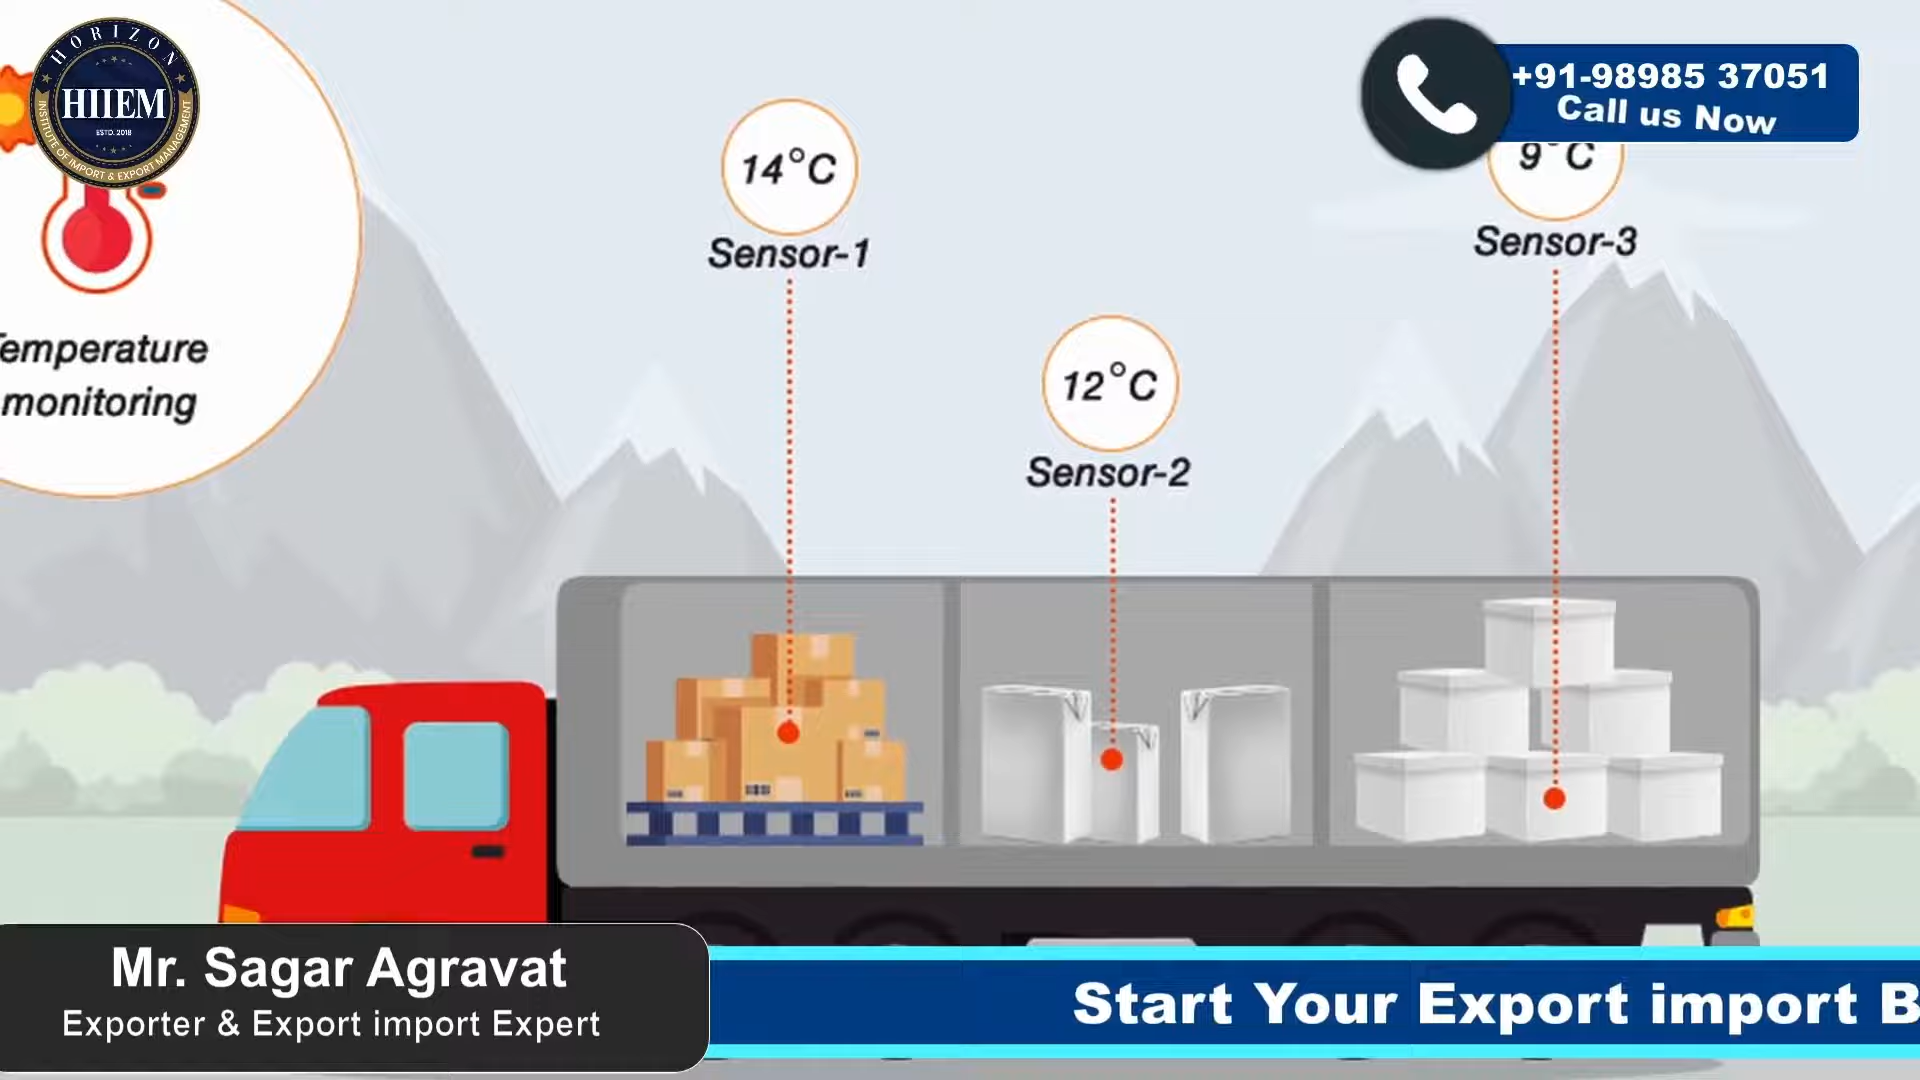 HORIZON
HIIEM
ESTD. 2018
INSTITUTE OF IMPORT & EXPORT MANAGEMENT
+91-98985 37051
Call us Now
14°C
Sensor-1
9°C
Sensor-3
Temperature
monitoring
12°C
Sensor-2
Mr. Sagar Agravat
Exporter & Export import Expert
Start Your Export import B